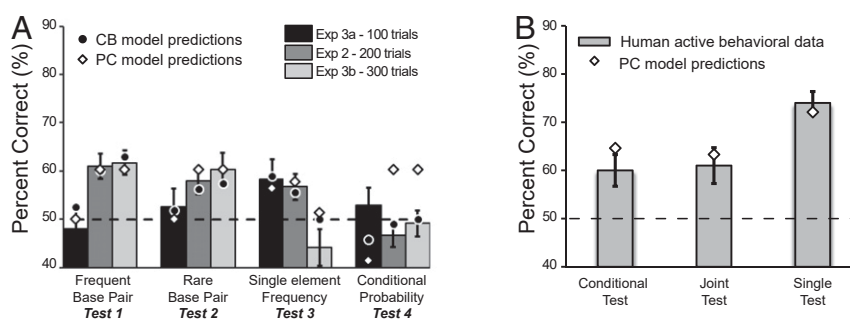 A
Percent Correct (%)
90
80
70
60
50
40
CB model predictions
PC model predictions
Exp 3a - 100 trials
Exp 2 - 200 trials
Exp 3b - 300 trials
Frequent
Base Pair
Test 1
Rare
Base Pair
Test 2
Single element
Frequency
Test 3
Conditional
Probability
Test 4
B
Percent Correct (%)
90
80
70
60
50
40
Human active behavioral data
PC model predictions
Conditional
Test
Joint
Test
Single
Test